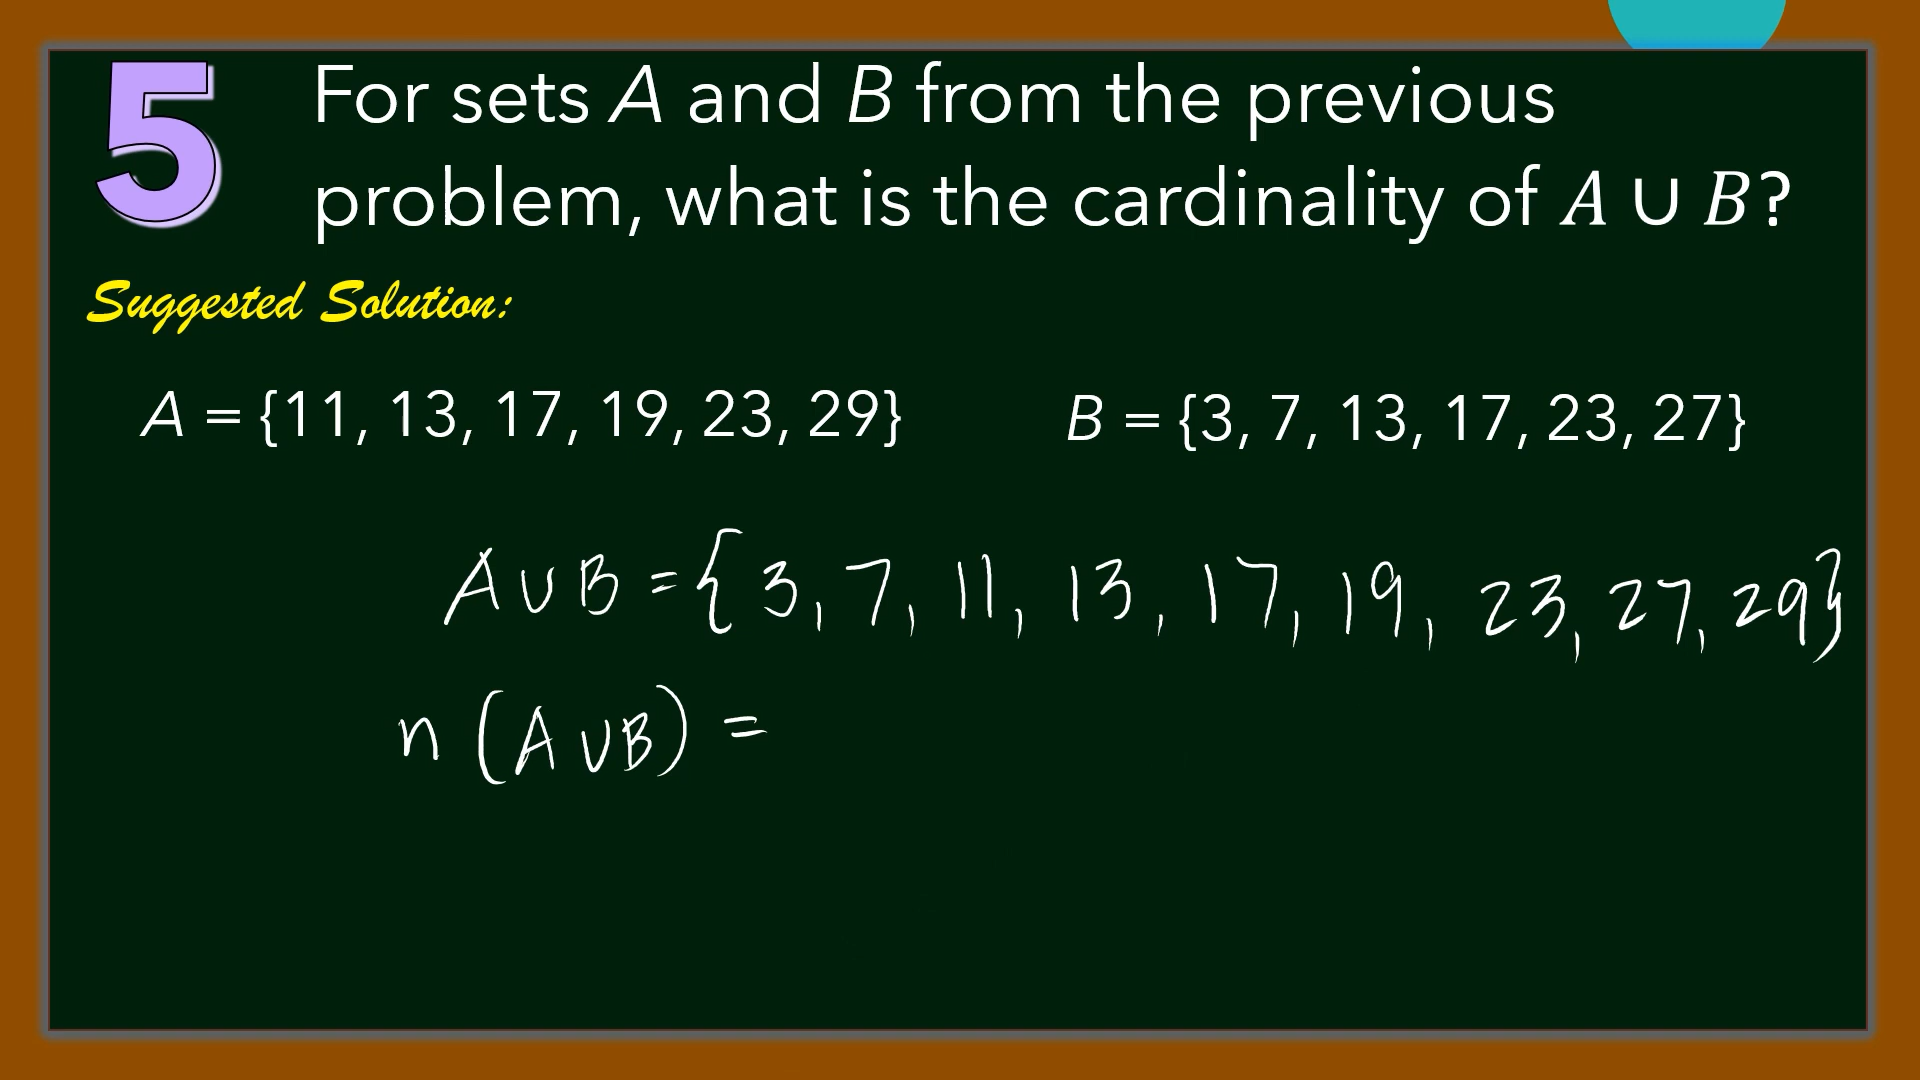 5
For sets A and B from the previous
problem, what is the cardinality of A ∪ B?
Suggested Solution:
A = {11, 13, 17, 19, 23, 29}
B = {3, 7, 13, 17, 23, 27}
A ∪ B = {3, 7, 11, 13, 17, 19, 23, 27, 29}
n (A ∪ B) =